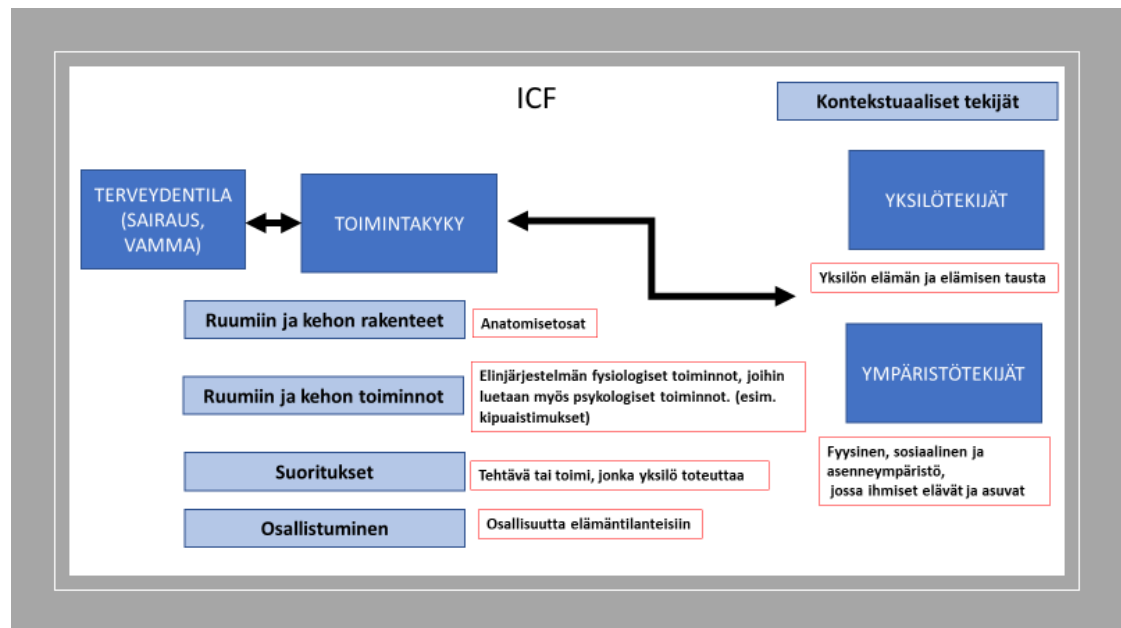 ICF
Kontekstuaaliset tekijät
TERVEYDENTILA
(SAIRAUS,
VAMMA)
TOIMINTAKYKY
YKSILÖTEKIJÄT
Yksilön elämän ja elämisen tausta
Ruumiin ja kehon rakenteet
Anatomisetosat
Ruumiin ja kehon toiminnot
Elinjärjestelmän fysiologiset toiminnot, joihin
luetaan myös psykologiset toiminnot. (esim.
kipuaistimukset)
YMPÄRISTÖTEKIJÄT
Fyysinen, sosiaalinen ja
asenneympäristö,
jossa ihmiset elävät ja asuvat
Suoritukset
Tehtävä tai toimi, jonka yksilö toteuttaa
Osallistuminen
Osallisuutta elämäntilanteisiin